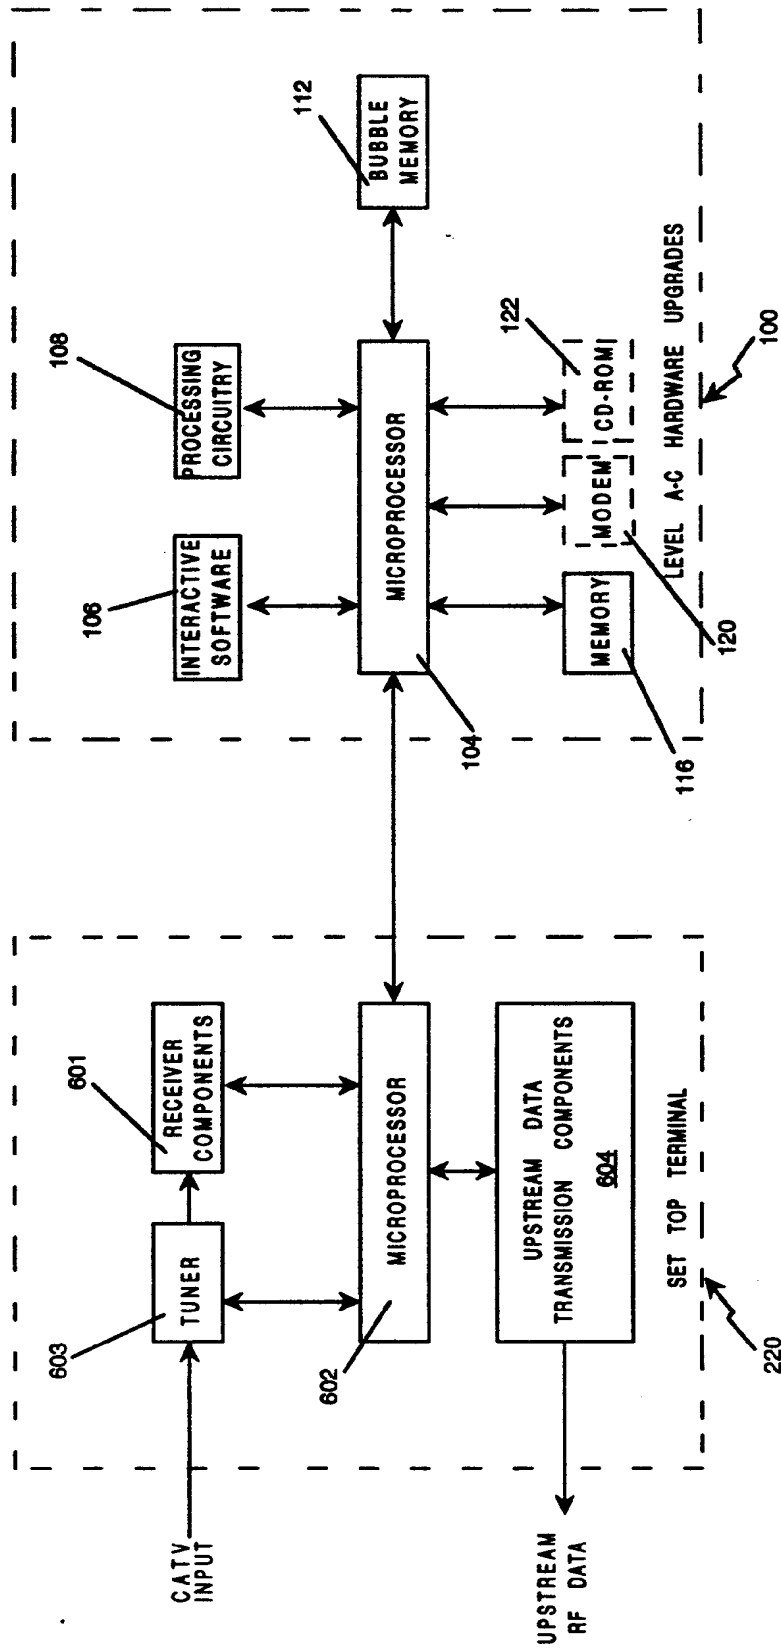 CATV
INPUT
603
TUNER
601
RECEIVER
COMPONENTS
602
MICROPROCESSOR
UPSTREAM DATA
TRANSMISSION COMPONENTS
604
UPSTREAM
RF DATA
SET TOP TERMINAL
220
106
INTERACTIVE
SOFTWARE
108
PROCESSING
CIRCUITRY
104
MICROPROCESSOR
112
BUBBLE
MEMORY
116
MEMORY
120
MODEM
122
CD-ROM
LEVEL A-C HARDWARE UPGRADES
100